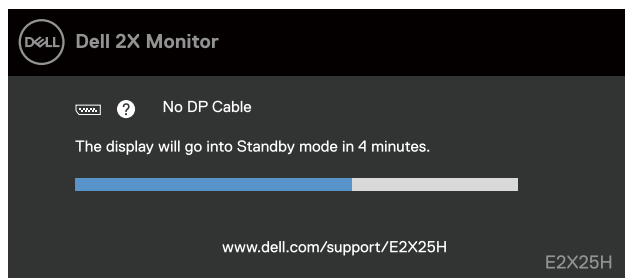 DELL Dell 2X Monitor
? No DP Cable
The display will go into Standby mode in 4 minutes.
www.dell.com/support/E2X25H
E2X25H